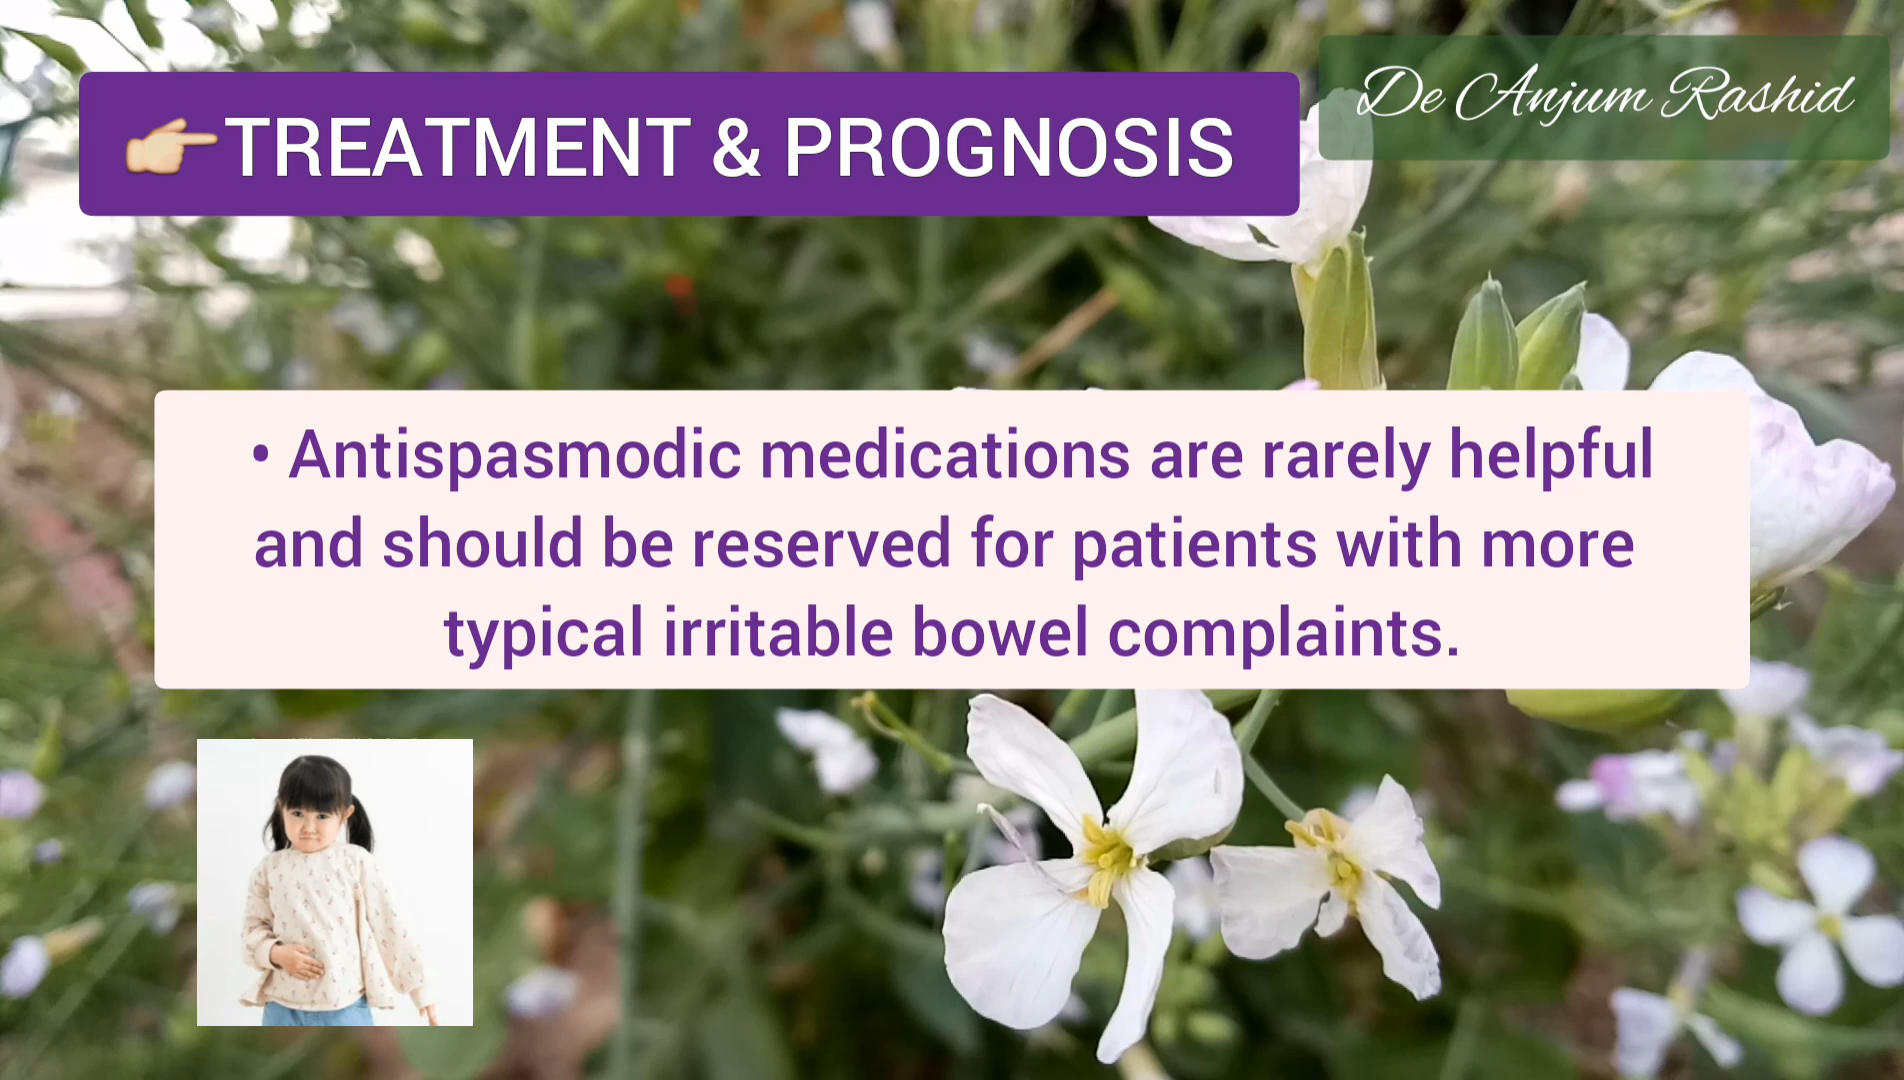 👉TREATMENT & PROGNOSIS
De Anjum Rashid
• Antispasmodic medications are rarely helpful
and should be reserved for patients with more
typical irritable bowel complaints.